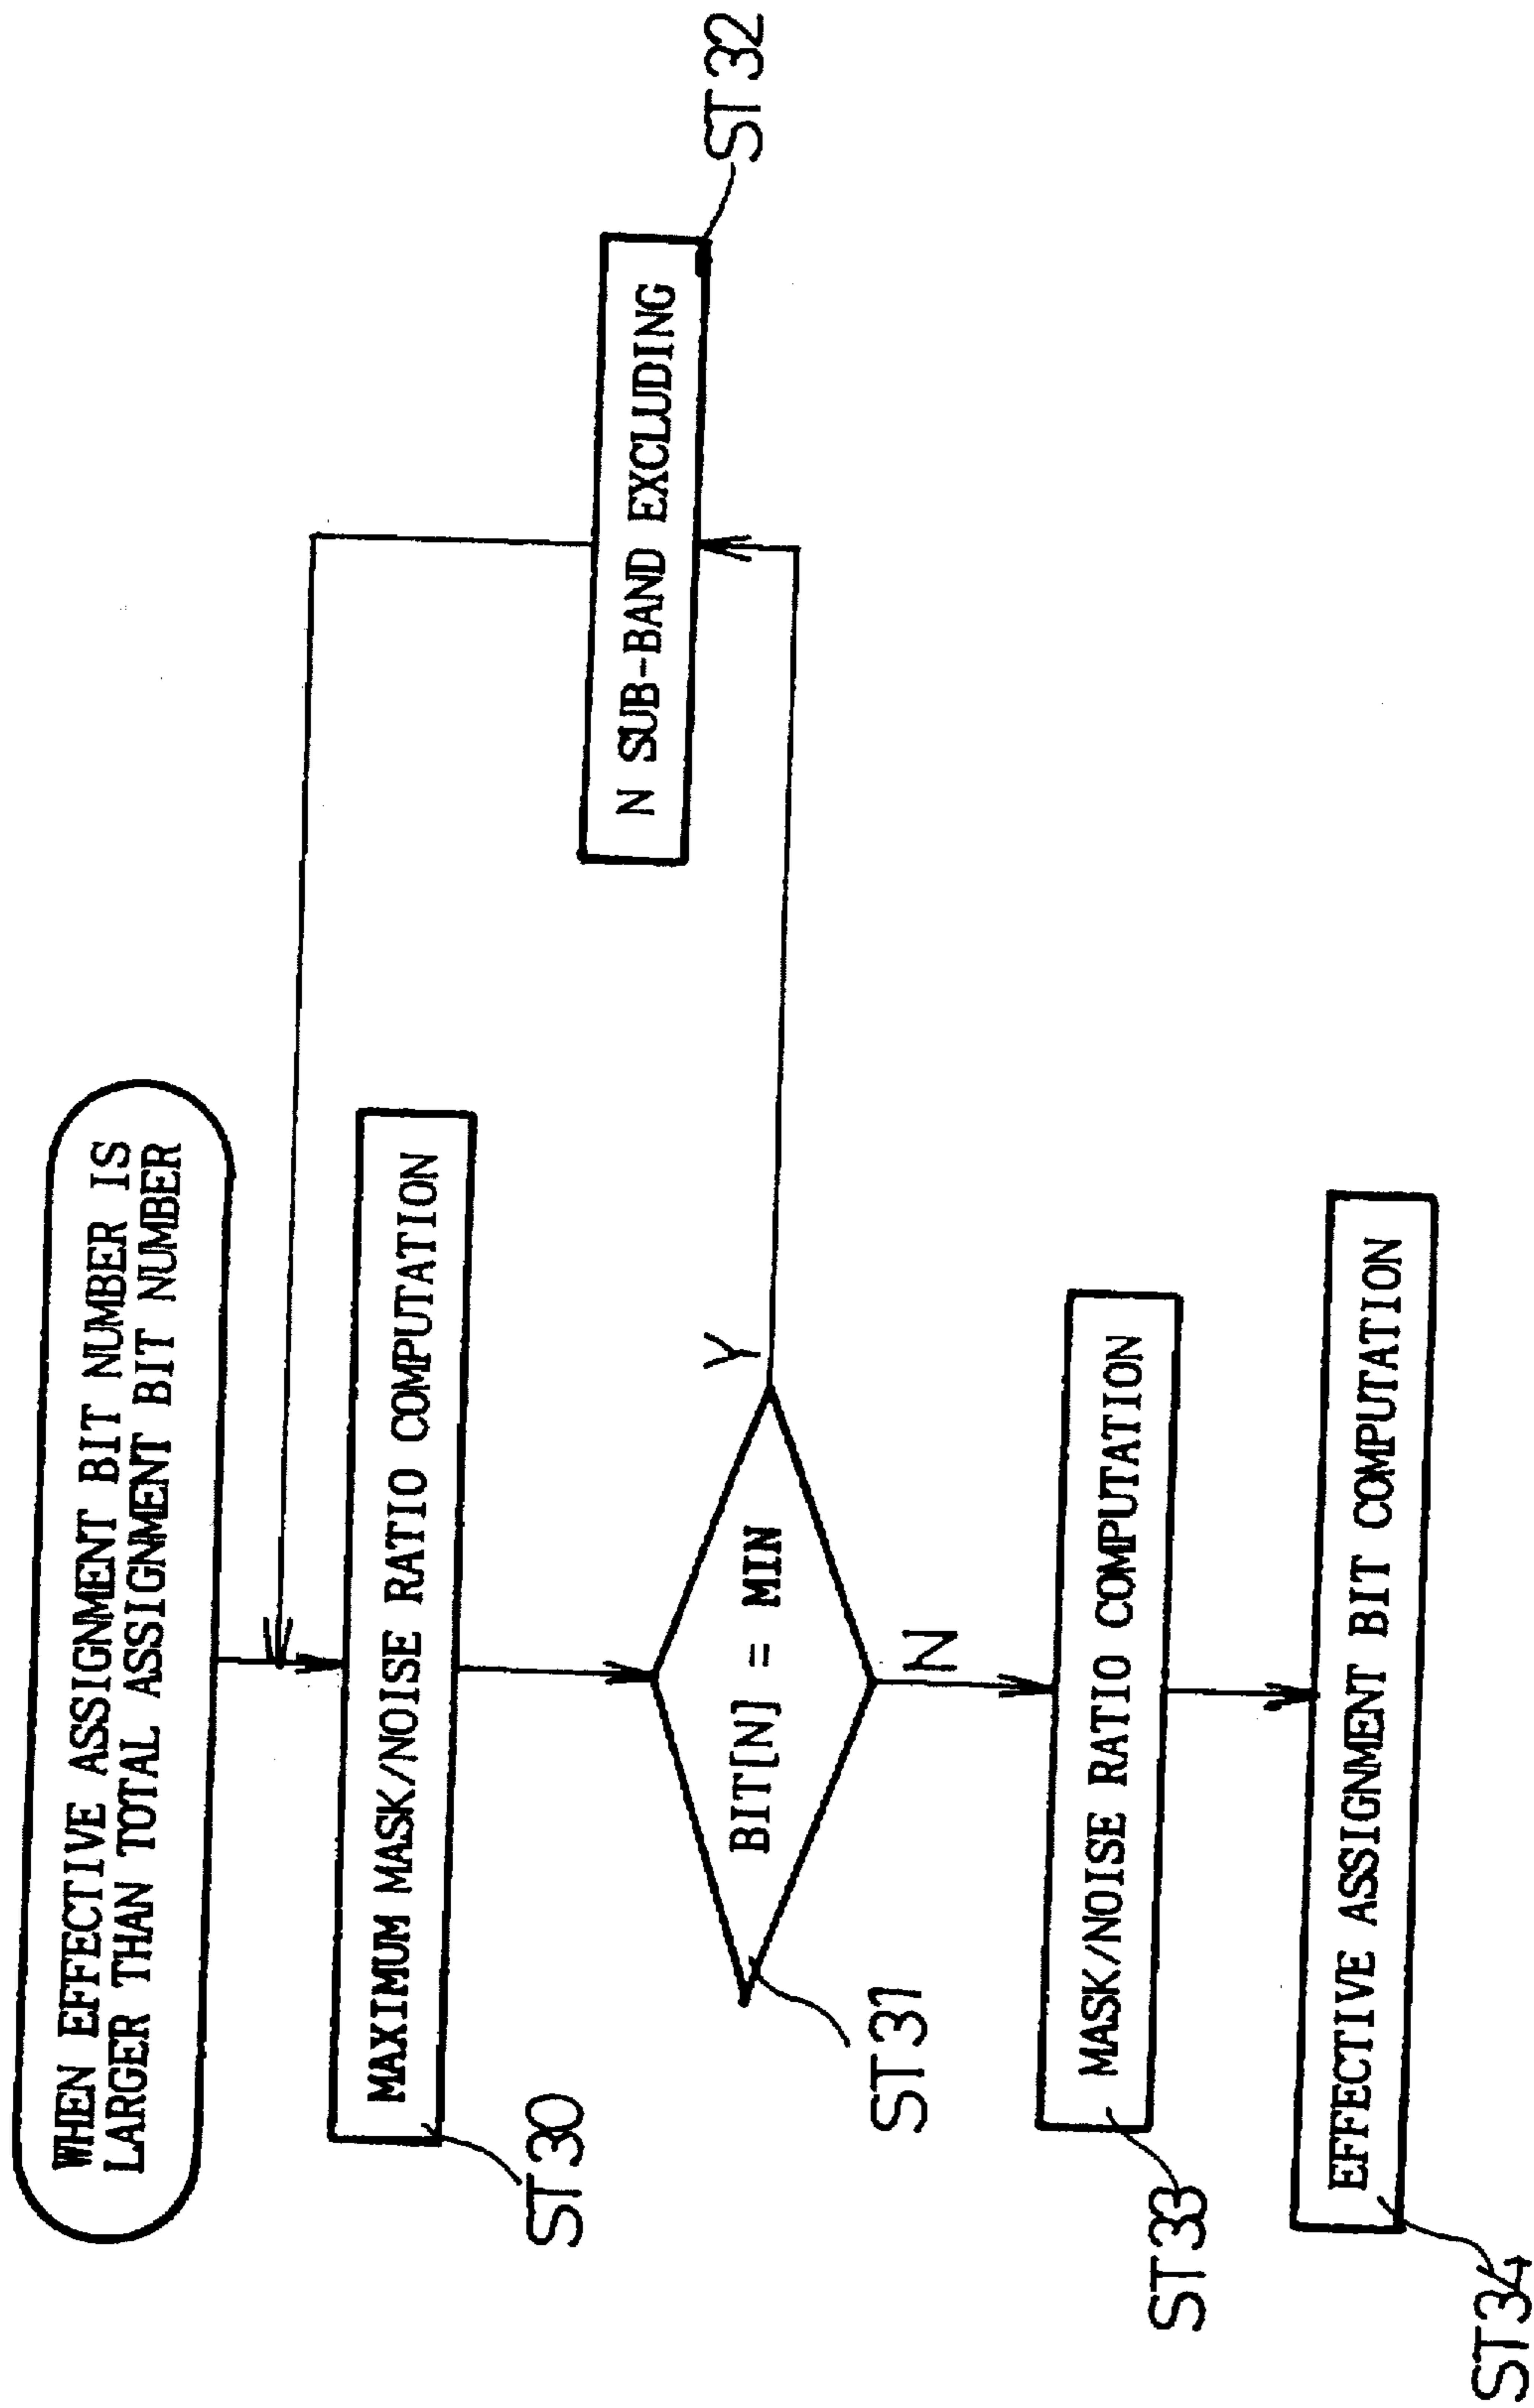 WHEN EFFECTIVE ASSIGNMENT BIT NUMBER IS
LARGER THAN TOTAL ASSIGNMENT BIT NUMBER
MAXIMUM MASK/NOISE RATIO COMPUTATION
ST30
BIT[N] = MIN
Y
ST31
N SUB-BAND EXCLUDING
ST32
N
MASK/NOISE RATIO COMPUTATION
ST33
EFFECTIVE ASSIGNMENT BIT COMPUTATION
ST34